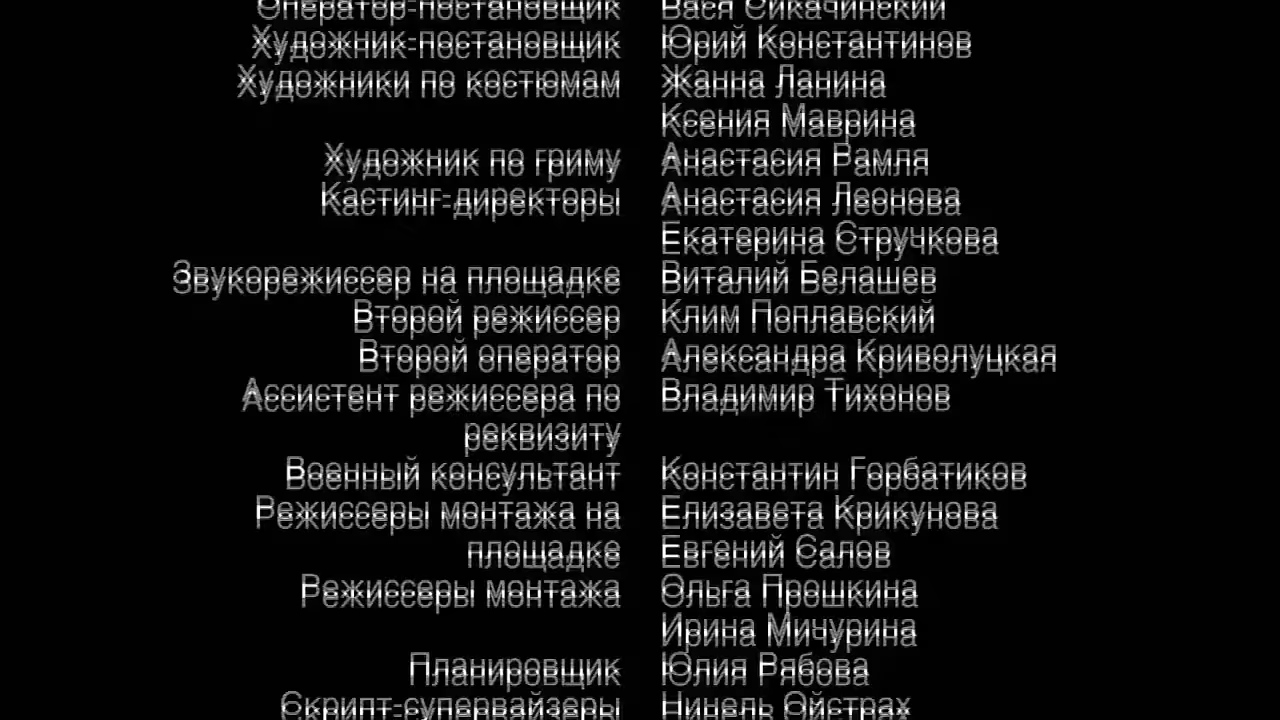 Оператор-постановщик Вася Сикачинский
Художник-постановщик Юрий Константинов
Художники по костюмам Жанна Ланина
Ксения Маврина
Художник по гриму Анастасия Рамля
Кастинг-директоры Анастасия Леонова
Екатерина Стручкова
Звукорежиссер на площадке Виталий Белашев
Второй режиссер Клим Поплавский
Второй оператор Александра Криволуцкая
Ассистент режиссера по Владимир Тихонов
реквизиту
Военный консультант Константин Горбатиков
Режиссеры монтажа на Елизавета Крикунова
площадке Евгений Салов
Режиссеры монтажа Ольга Прошкина
Ирина Мичурина
Планировщик Юлия Рябова
Скрипт-супервайзеры Нинель Ойстрах